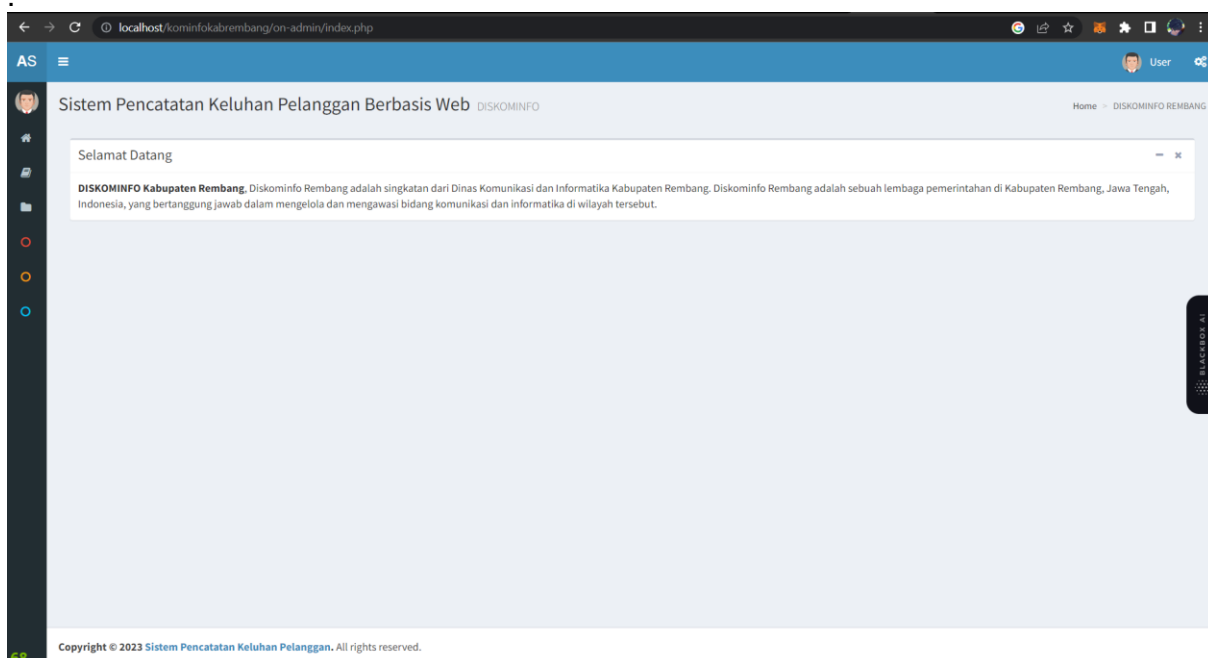 localhost/kominfokabrembang/on-admin/index.php
AS
User
Sistem Pencatatan Keluhan Pelanggan Berbasis Web DISKOMINFO
Home > DISKOMINFO REMBANG
Selamat Datang
DISKOMINFO Kabupaten Rembang, Diskominfo Rembang adalah singkatan dari Dinas Komunikasi dan Informatika Kabupaten Rembang. Diskominfo Rembang adalah sebuah lembaga pemerintahan di Kabupaten Rembang, Jawa Tengah,
Indonesia, yang bertanggung jawab dalam mengelola dan mengawasi bidang komunikasi dan informatika di wilayah tersebut.
BLACKBOX AI
Copyright © 2023 Sistem Pencatatan Keluhan Pelanggan. All rights reserved.